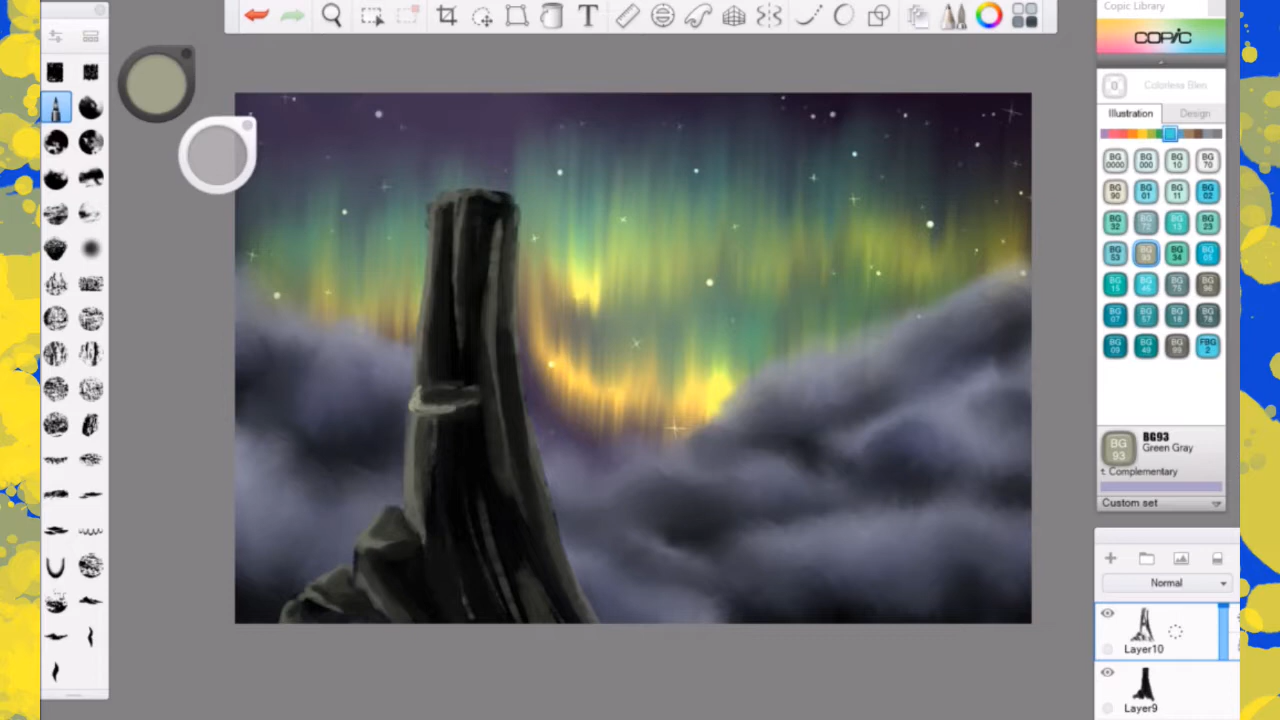 Copic Library
COPIC
0
Colorless Blen
Illustration
Design
BG 0000
BG 000
BG 10
BG 70
BG 90
BG 01
BG 11
BG 02
BG 32
BG 72
BG 13
BG 23
BG 53
BG 93
BG 34
BG 05
BG 15
BG 45
BG 75
BG 96
BG 07
BG 57
BG 18
BG 78
BG 09
BG 49
BG 99
FBG 2
BG 93
BG93
Green Gray
t. Complementary
Custom set
Normal
Layer10
Layer9
T